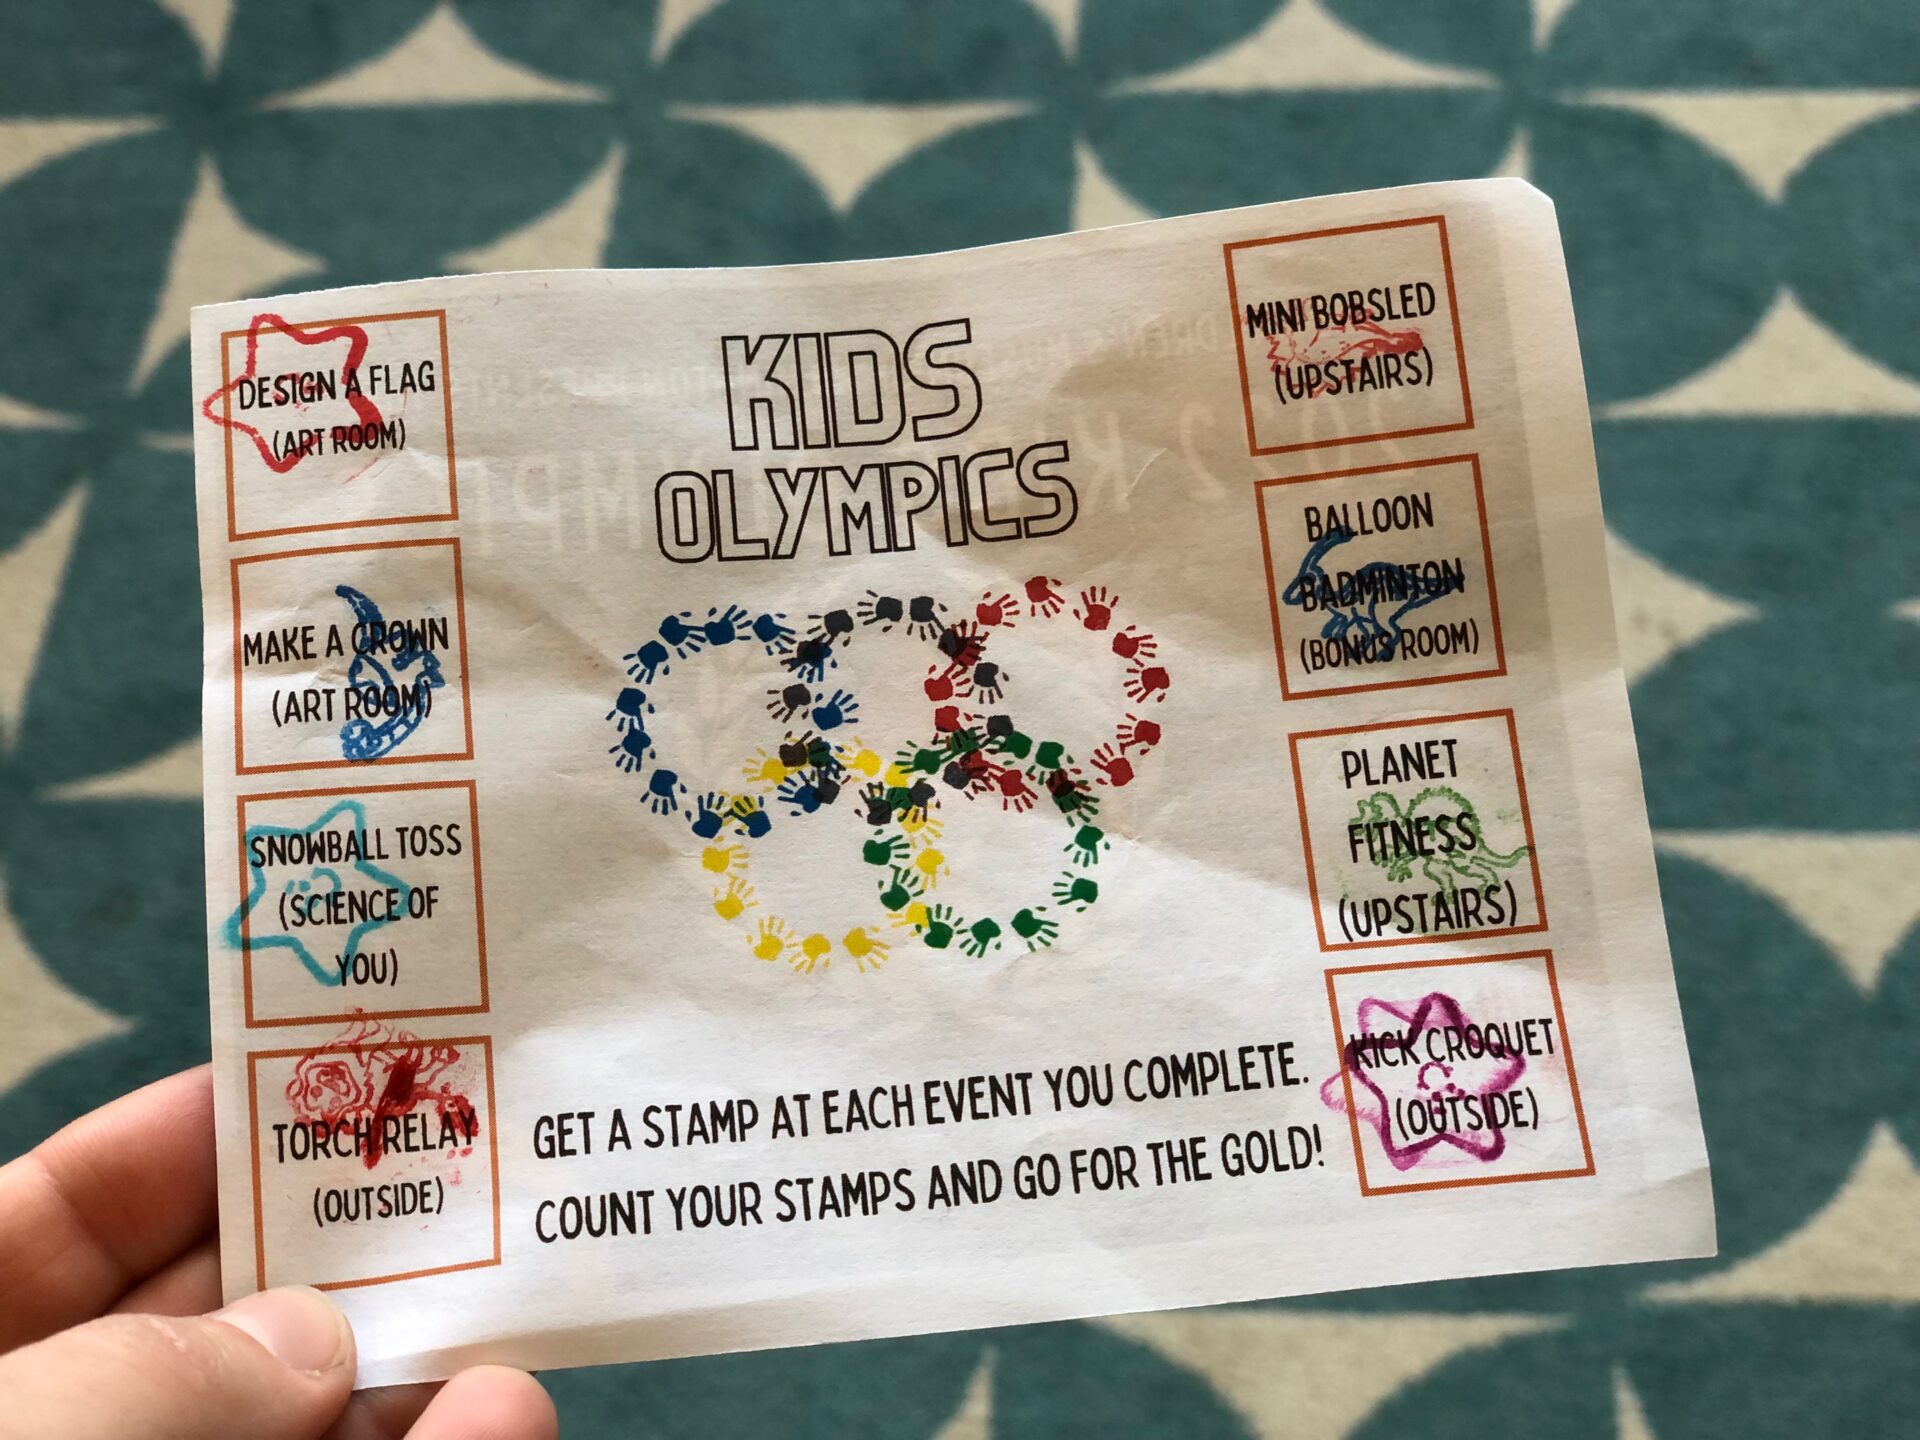 KIDS
OLYMPICS
DESIGN A FLAG
(ART ROOM)
MAKE A CROWN
(ART ROOM)
SNOWBALL TOSS
(SCIENCE OF
YOU)
TORCH RELAY
(OUTSIDE)
MINI BOBSLED
(UPSTAIRS)
BALLOON
BADMINTON
(BONUS ROOM)
PLANET
FITNESS
(UPSTAIRS)
KICK CROQUET
(OUTSIDE)
GET A STAMP AT EACH EVENT YOU COMPLETE.
COUNT YOUR STAMPS AND GO FOR THE GOLD!